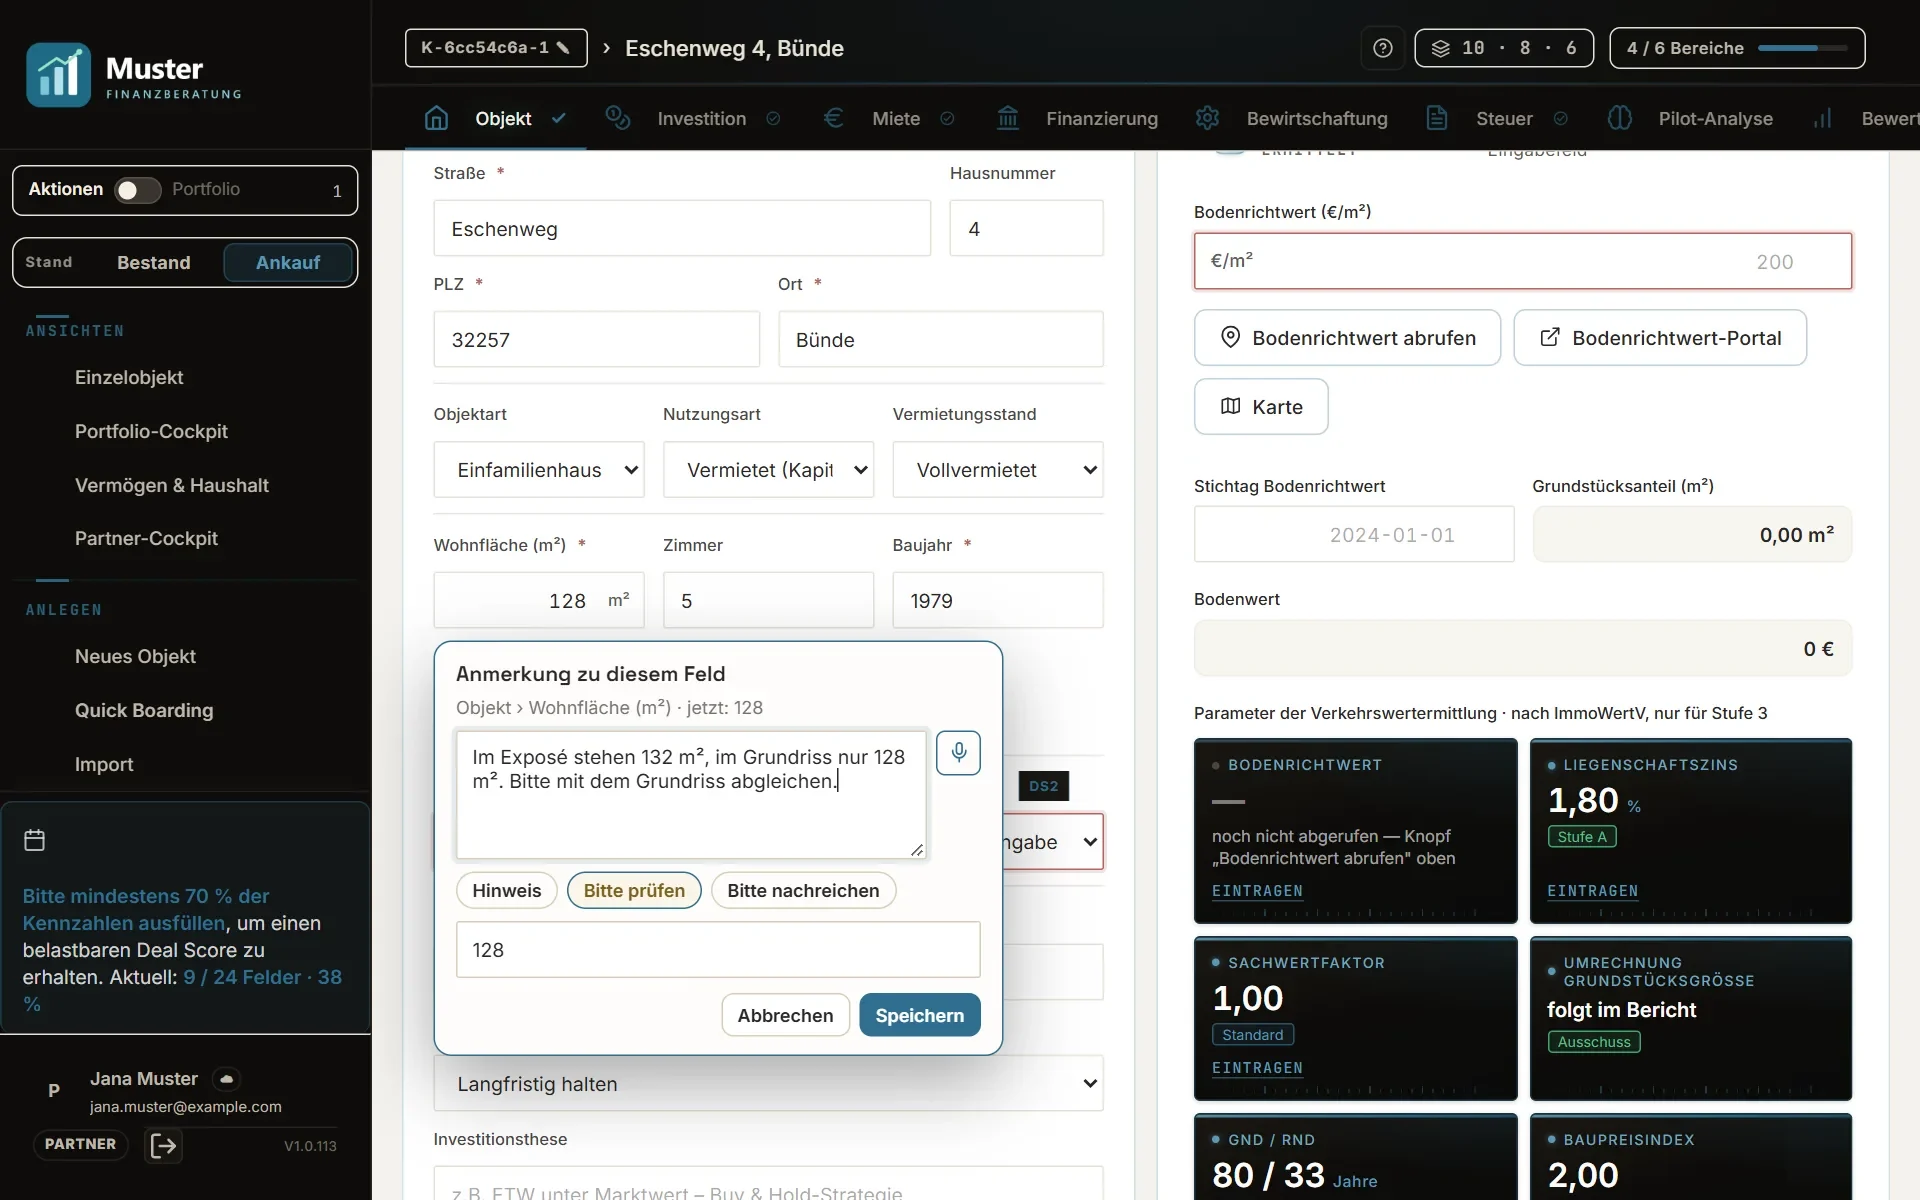 Muster
FINANZBERATUNG
Aktionen Portfolio 1
Stand Bestand Ankauf
ANSICHTEN
Einzelobjekt
Portfolio-Cockpit
Vermögen & Haushalt
Partner-Cockpit
ANLEGEN
Neues Objekt
Quick Boarding
Import
Bitte mindestens 70 % der
Kennzahlen ausfüllen, um einen
belastbaren Deal Score zu
erhalten. Aktuell: 9 / 24 Felder · 38
%
P
Jana Muster
jana.muster@example.com
PARTNER
V1.0.113
K-6cc54c6a-1 › Eschenweg 4, Bünde
10 · 8 · 6
4 / 6 Bereiche
Objekt Investition Miete Finanzierung Bewirtschaftung Steuer Pilot-Analyse Bewert
Straße * Hausnummer
Eschenweg 4
PLZ * Ort *
32257 Bünde
Objektart Nutzungsart Vermietungsstand
Einfamilienhaus Vermietet (Kapit Vollvermietet
Wohnfläche (m²) * Zimmer Baujahr *
128 m² 5 1979
Anmerkung zu diesem Feld
Objekt › Wohnfläche (m²) · jetzt: 128
Im Exposé stehen 132 m², im Grundriss nur 128
m². Bitte mit dem Grundriss abgleichen.
Hinweis Bitte prüfen Bitte nachreichen
128
Abbrechen Speichern
DS2
ngabe
Langfristig halten
Investitionsthese
z.B. ETW unter Marktwert – Buy & Hold-Strategie
Eingabefeld
Bodenrichtwert (€/m²)
€/m² 200
Bodenrichtwert abrufen Bodenrichtwert-Portal
Karte
Stichtag Bodenrichtwert Grundstücksanteil (m²)
2024-01-01 0,00 m²
Bodenwert
0 €
Parameter der Verkehrswertermittlung · nach ImmoWertV, nur für Stufe 3
BODENRICHTWERT
—
noch nicht abgerufen — Knopf
„Bodenrichtwert abrufen" oben
EINTRAGEN
LIEGENSCHAFTSZINS
1,80 %
Stufe A
EINTRAGEN
SACHWERTFAKTOR
1,00
Standard
EINTRAGEN
UMRECHNUNG
GRUNDSTÜCKSGRÖSSE
folgt im Bericht
Ausschuss
GND / RND
80 / 33 Jahre
BAUPREISINDEX
2,00